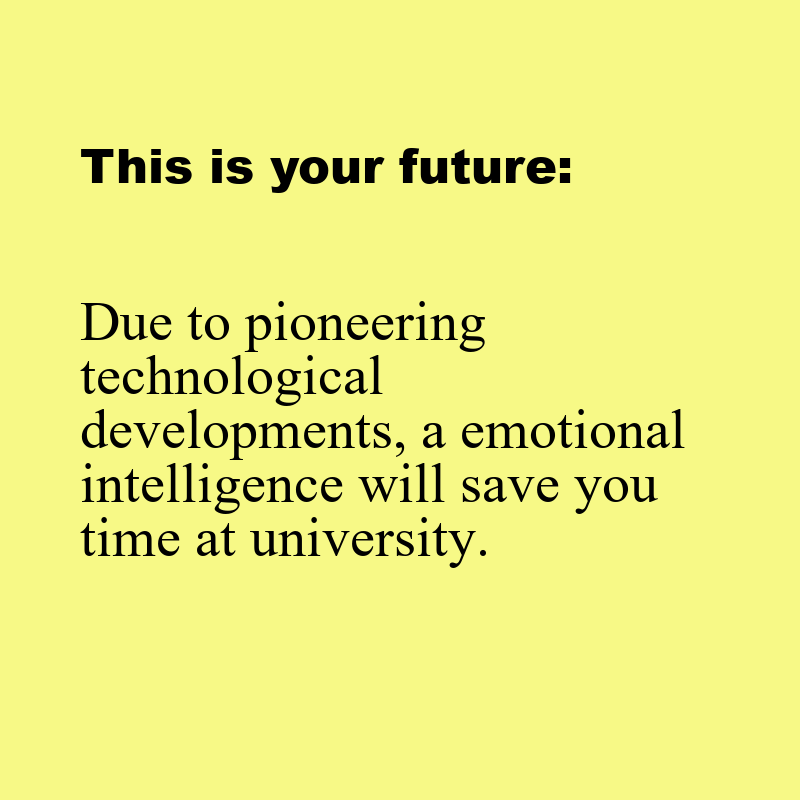 This is your future:
Due to pioneering
technological
developments, a emotional
intelligence will save you
time at university.